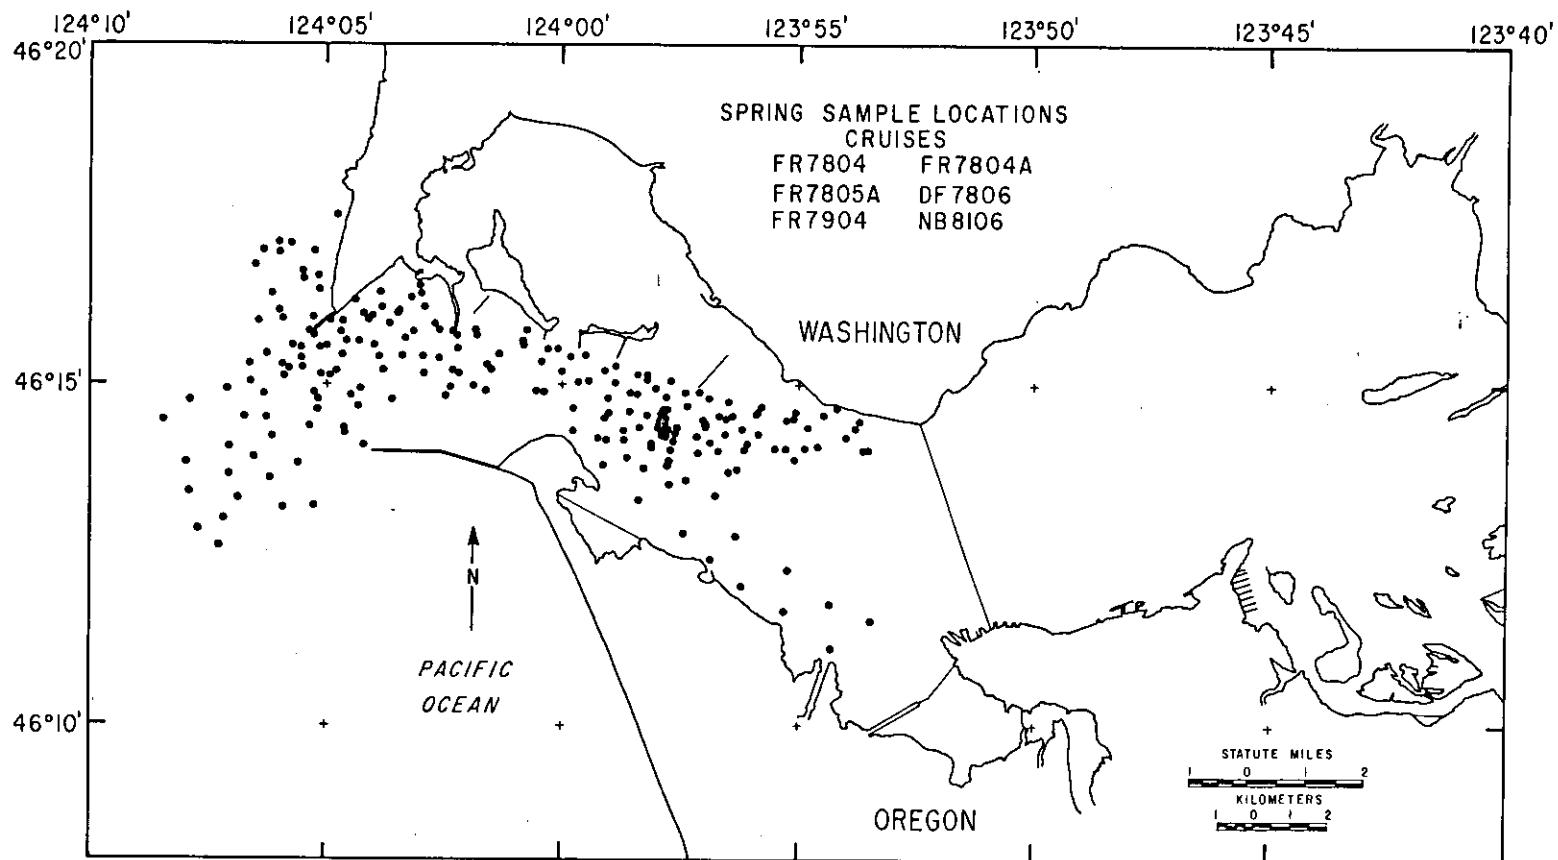 124°10' 124°05' 124°00' 123°55' 123°50' 123°45' 123°40'
46°20'
SPRING SAMPLE LOCATIONS
CRUISES
FR7804 FR7804A
FR7805A DF7806
FR7904 NB8106
WASHINGTON
46°15'
N
PACIFIC
OCEAN
46°10'
STATUTE MILES
1 0 1 2
KILOMETERS
1 0 1 2
OREGON